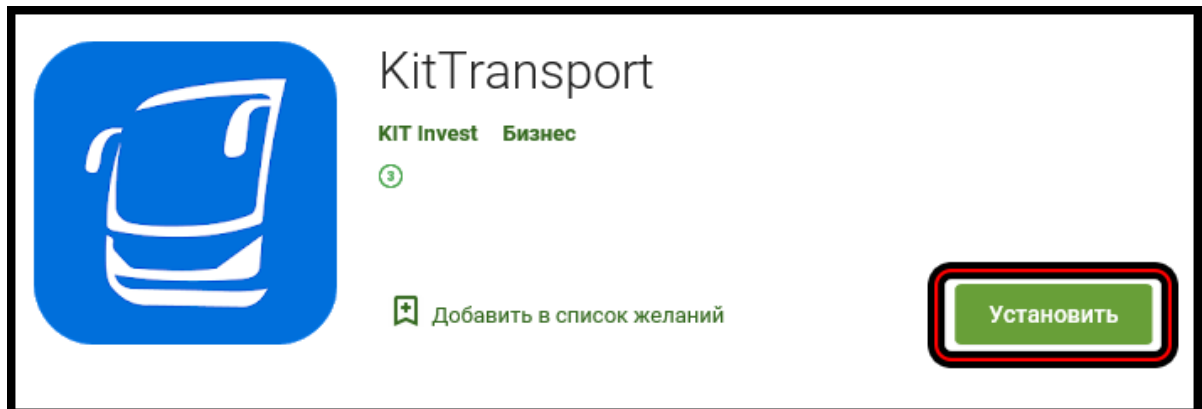 KitTransport
KIT Invest Бизнес
3
Добавить в список желаний
Установить